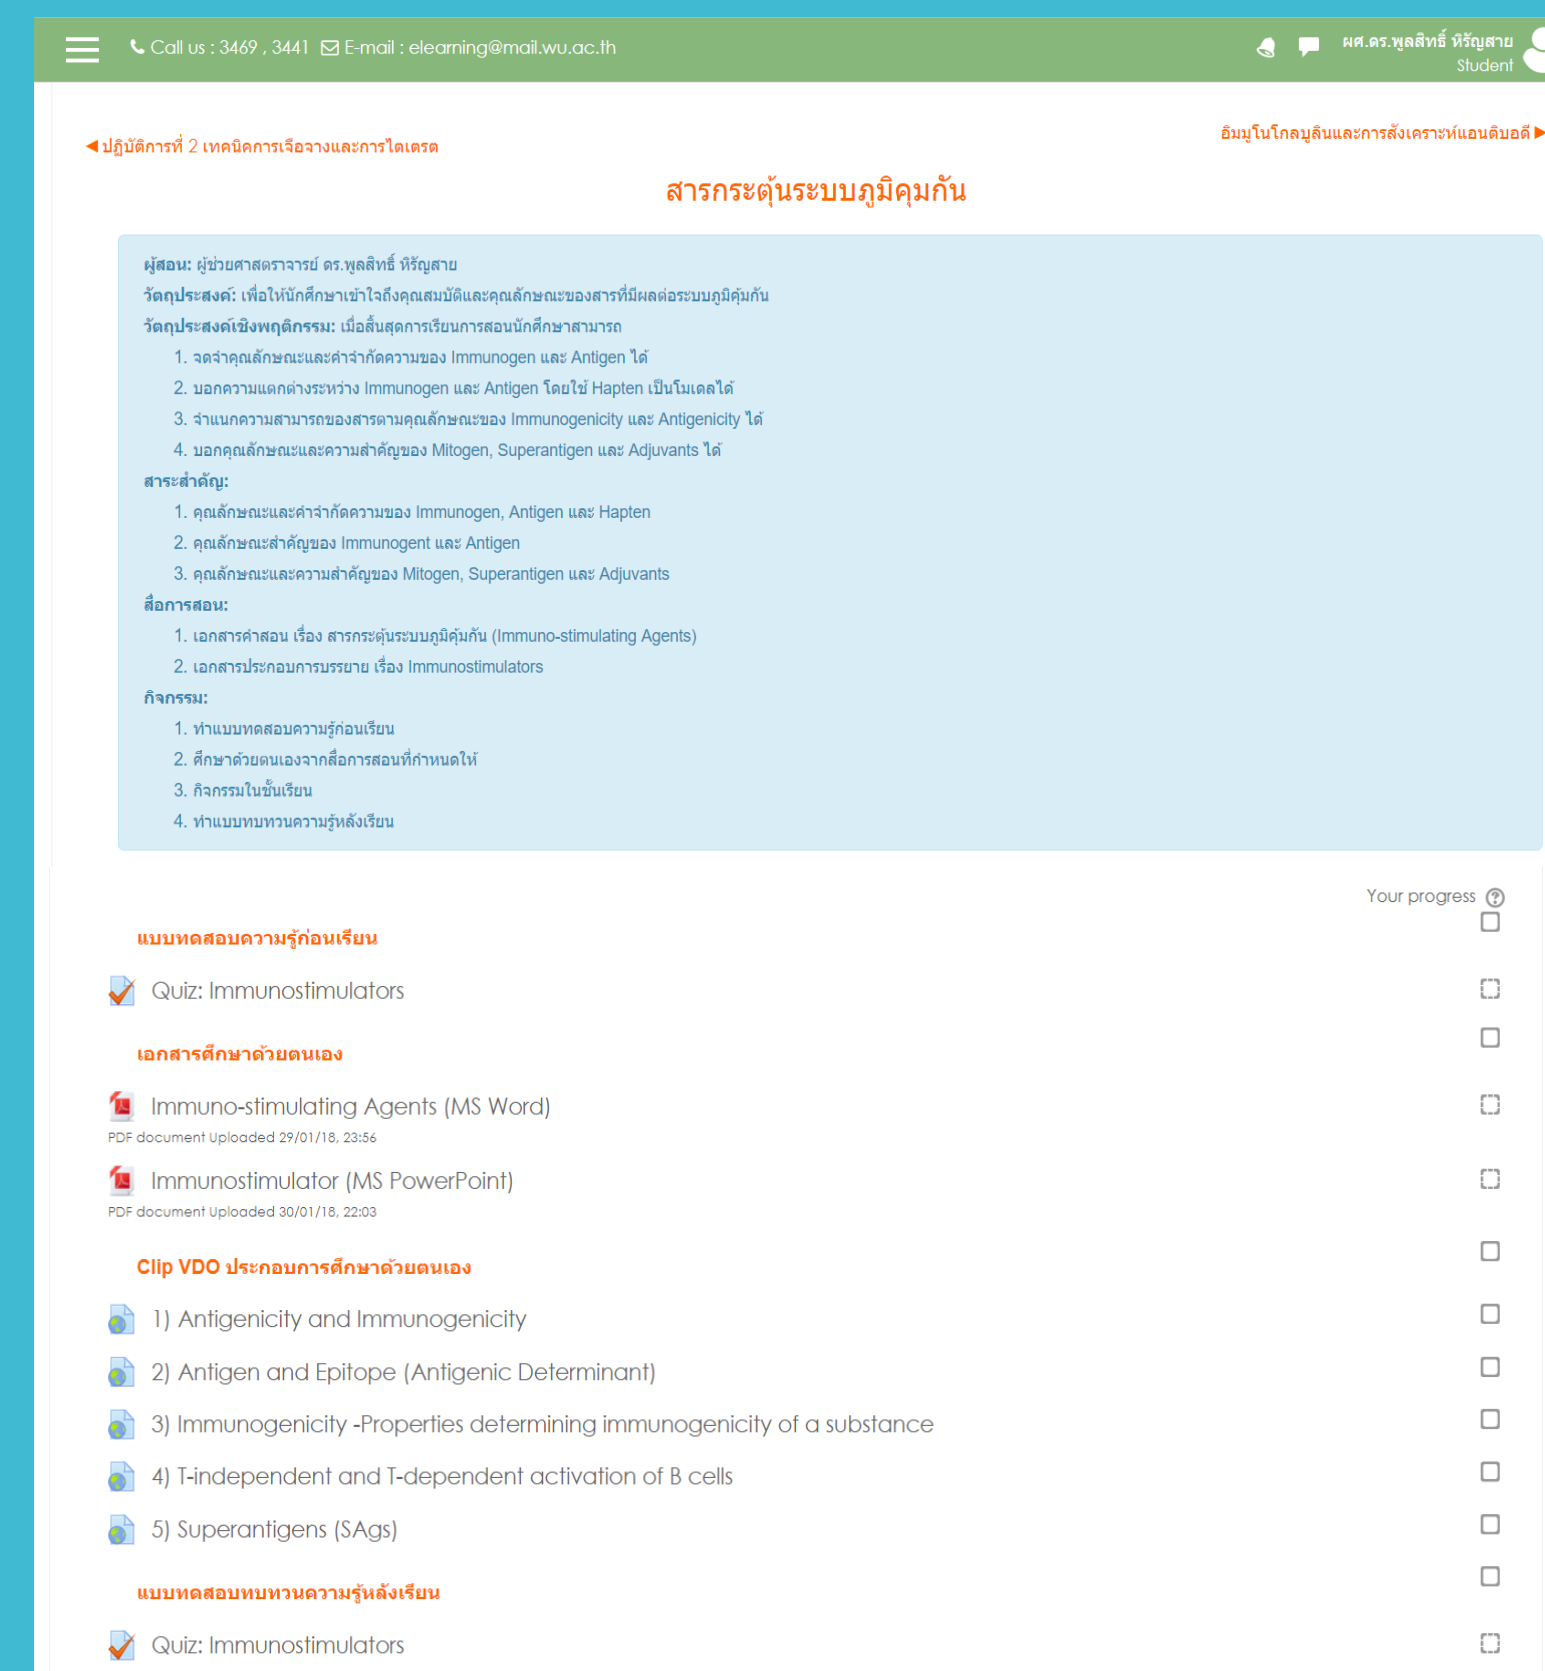 Call us : 3469 , 3441 E-mail : elearning@mail.wu.ac.th
ผศ.ดร.พูลสิทธิ์ หิรัญสาย
Student
◀ ปฏิบัติการที่ 2 เทคนิคการเจือจางและการไตเตรต
อิมมูโนโกลบูลินและการสังเคราะห์แอนติบอดี ▶
สารกระตุ้นระบบภูมิคุมกัน
ผู้สอน: ผู้ช่วยศาสตราจารย์ ดร.พูลสิทธิ์ หิรัญสาย
วัตถุประสงค์: เพื่อให้นักศึกษาเข้าใจถึงคุณสมบัติและคุณลักษณะของสารที่มีผลต่อระบบภูมิคุ้มกัน
วัตถุประสงค์เชิงพฤติกรรม: เมื่อสิ้นสุดการเรียนการสอนนักศึกษาสามารถ
1. จดจำคุณลักษณะและคำจำกัดความของ Immunogen และ Antigen ได้
2. บอกความแตกต่างระหว่าง Immunogen และ Antigen โดยใช้ Hapten เป็นโมเดลได้
3. จำแนกความสามารถของสารตามคุณลักษณะของ Immunogenicity และ Antigenicity ได้
4. บอกคุณลักษณะและความสำคัญของ Mitogen, Superantigen และ Adjuvants ได้
สาระสำคัญ:
1. คุณลักษณะและคำจำกัดความของ Immunogen, Antigen และ Hapten
2. คุณลักษณะสำคัญของ Immunogent และ Antigen
3. คุณลักษณะและความสำคัญของ Mitogen, Superantigen และ Adjuvants
สื่อการสอน:
1. เอกสารคำสอน เรื่อง สารกระตุ้นระบบภูมิคุ้มกัน (Immuno-stimulating Agents)
2. เอกสารประกอบการบรรยาย เรื่อง Immunostimulators
กิจกรรม:
1. ทำแบบทดสอบความรู้ก่อนเรียน
2. ศึกษาด้วยตนเองจากสื่อการสอนที่กำหนดให้
3. กิจกรรมในชั้นเรียน
4. ทำแบบทบทวนความรู้หลังเรียน
Your progress
แบบทดสอบความรู้ก่อนเรียน
Quiz: Immunostimulators
เอกสารศึกษาด้วยตนเอง
Immuno-stimulating Agents (MS Word)
PDF document Uploaded 29/01/18, 23:56
Immunostimulator (MS PowerPoint)
PDF document Uploaded 30/01/18, 22:03
Clip VDO ประกอบการศึกษาด้วยตนเอง
1) Antigenicity and Immunogenicity
2) Antigen and Epitope (Antigenic Determinant)
3) Immunogenicity -Properties determining immunogenicity of a substance
4) T-independent and T-dependent activation of B cells
5) Superantigens (SAgs)
แบบทดสอบทบทวนความรู้หลังเรียน
Quiz: Immunostimulators